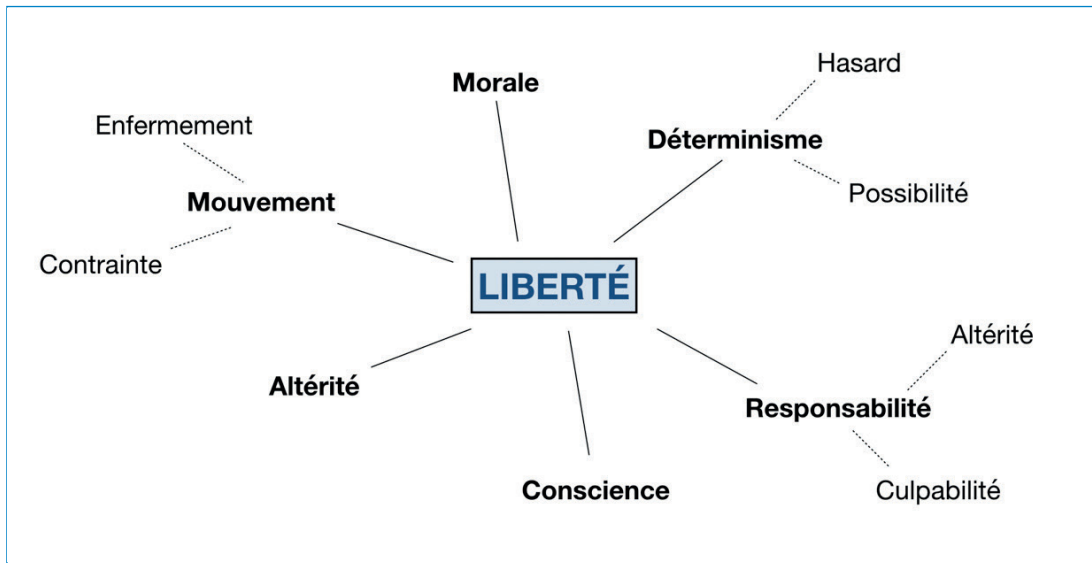 Hasard
Morale
Enfermement
Déterminisme
Mouvement
Possibilité
Contrainte
LIBERTÉ
Altérité
Altérité
Responsabilité
Conscience
Culpabilité